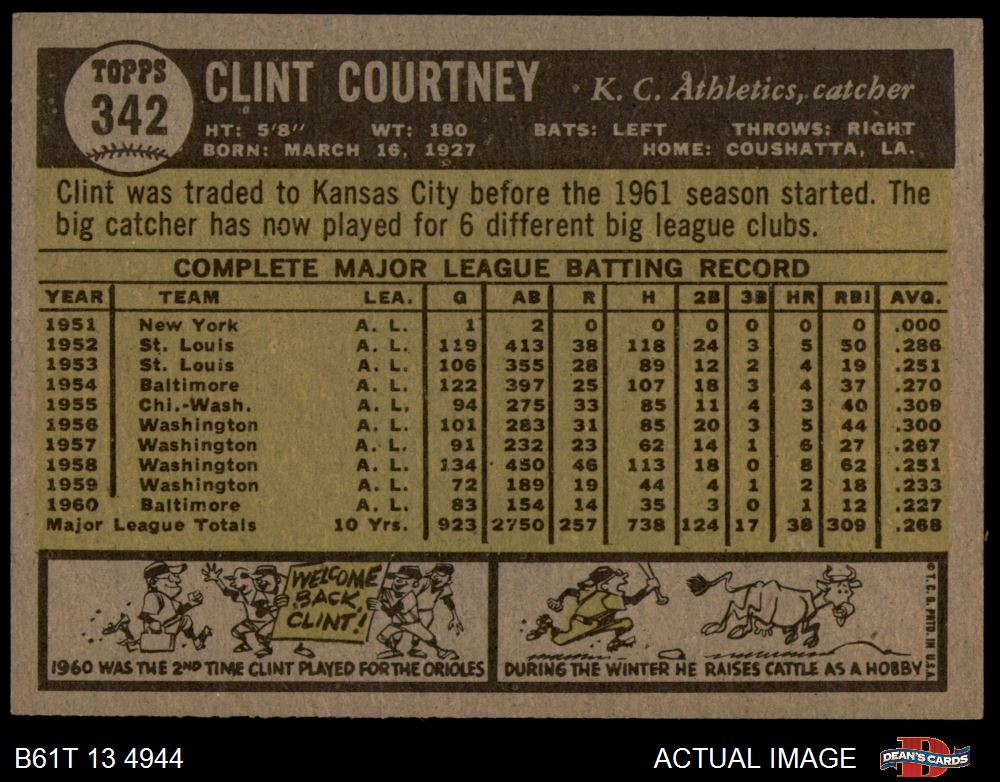 TOPPS
342
CLINT COURTNEY • K. C. Athletics, catcher
HT: 5'8" WT: 180 BATS: LEFT THROWS: RIGHT
BORN: MARCH 16, 1927 HOME: COUSHATTA, LA.
Clint was traded to Kansas City before the 1961 season started. The
big catcher has now played for 6 different big league clubs.
COMPLETE MAJOR LEAGUE BATTING RECORD
YEAR TEAM LEA. G AB R H 2B 3B HR RBI AVG.
1951 New York A. L. 1 2 0 0 0 0 0 0 .000
1952 St. Louis A. L. 119 413 38 118 24 3 5 50 .286
1953 St. Louis A. L. 106 355 28 89 12 2 4 19 .251
1954 Baltimore A. L. 122 397 25 107 18 3 4 37 .270
1955 Chi.-Wash. A. L. 94 275 33 85 11 4 3 40 .309
1956 Washington A. L. 101 283 31 85 20 3 5 44 .300
1957 Washington A. L. 91 232 23 62 14 1 6 27 .267
1958 Washington A. L. 134 450 46 113 18 0 8 62 .251
1959 Washington A. L. 72 189 19 44 4 1 2 18 .233
1960 Baltimore A. L. 83 154 14 35 3 0 1 12 .227
Major League Totals 10 Yrs. 923 2750 257 738 124 17 38 309 .268
WELCOME
BACK,
CLINT!
1960 WAS THE 2ND TIME CLINT PLAYED FOR THE ORIOLES
DURING THE WINTER HE RAISES CATTLE AS A HOBBY
© T. C. G. PRTD. IN U.S.A.
B61T 13 4944
ACTUAL IMAGE
DEAN'S CARDS